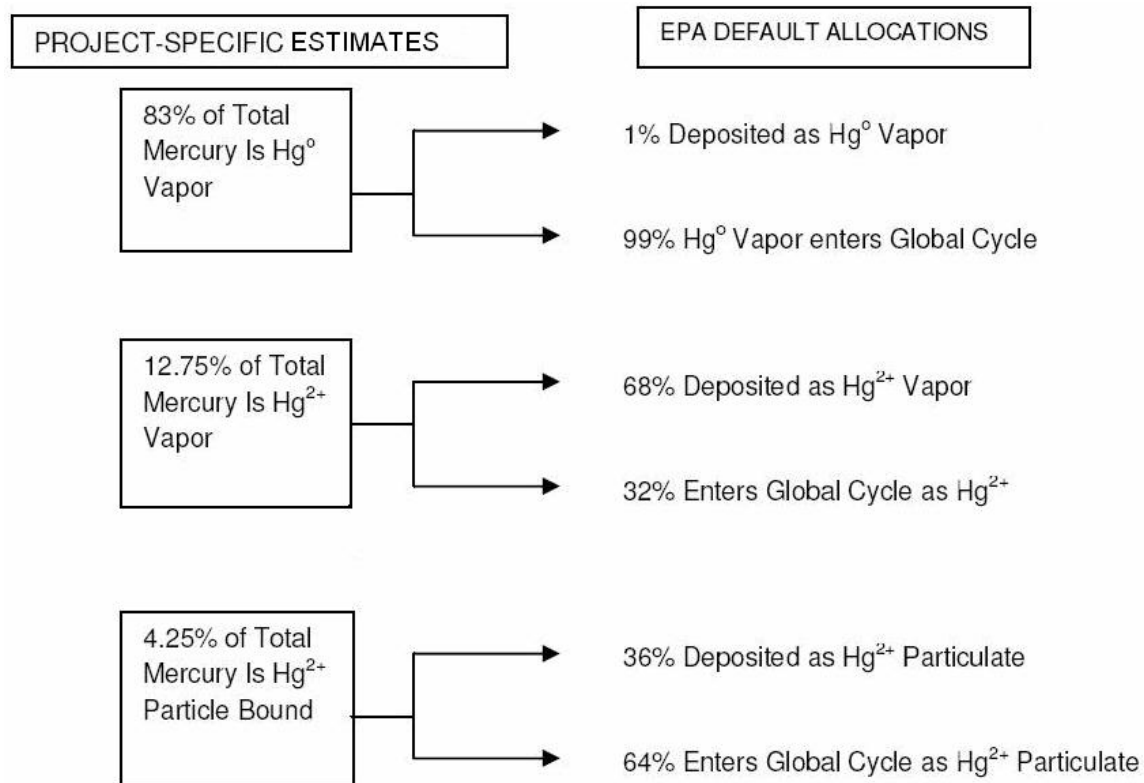 PROJECT-SPECIFIC ESTIMATES
EPA DEFAULT ALLOCATIONS
83% of Total
Mercury Is Hg⁰
Vapor
1% Deposited as Hg⁰ Vapor
99% Hg⁰ Vapor enters Global Cycle
12.75% of Total
Mercury Is Hg²⁺
Vapor
68% Deposited as Hg²⁺ Vapor
32% Enters Global Cycle as Hg²⁺
4.25% of Total
Mercury Is Hg²⁺
Particle Bound
36% Deposited as Hg²⁺ Particulate
64% Enters Global Cycle as Hg²⁺ Particulate